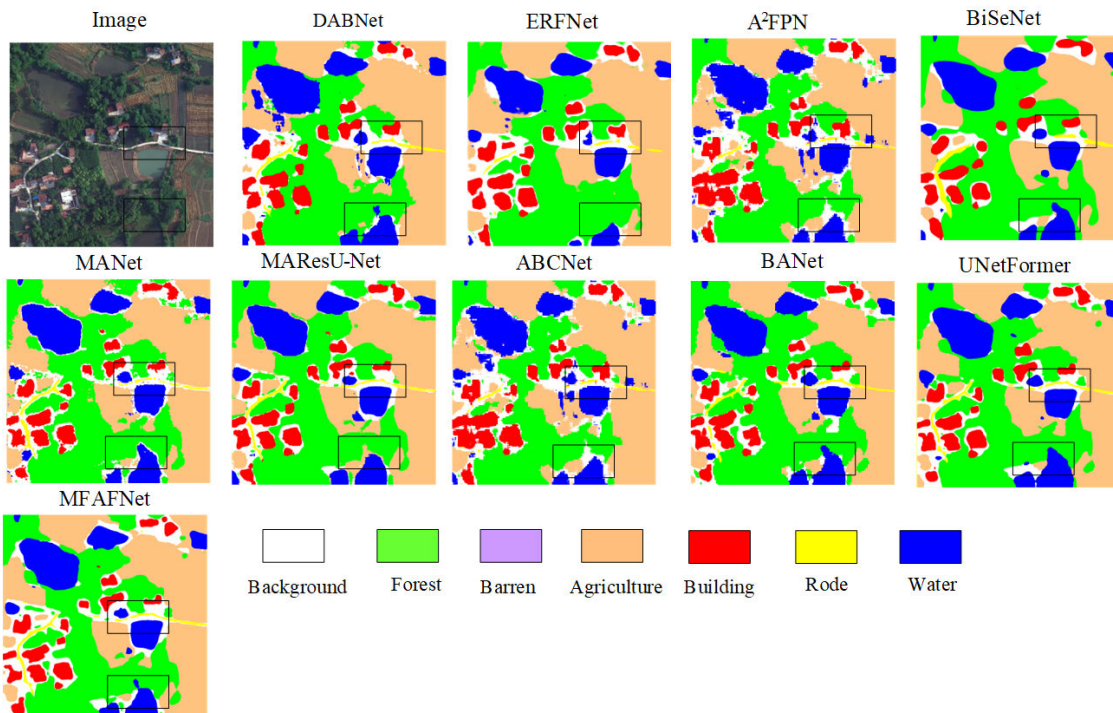 Image DABNet ERFNet A²FPN BiSeNet
MANet MAResU-Net ABCNet BANet UNetFormer
MFAFNet
Background Forest Barren Agriculture Building Rode Water